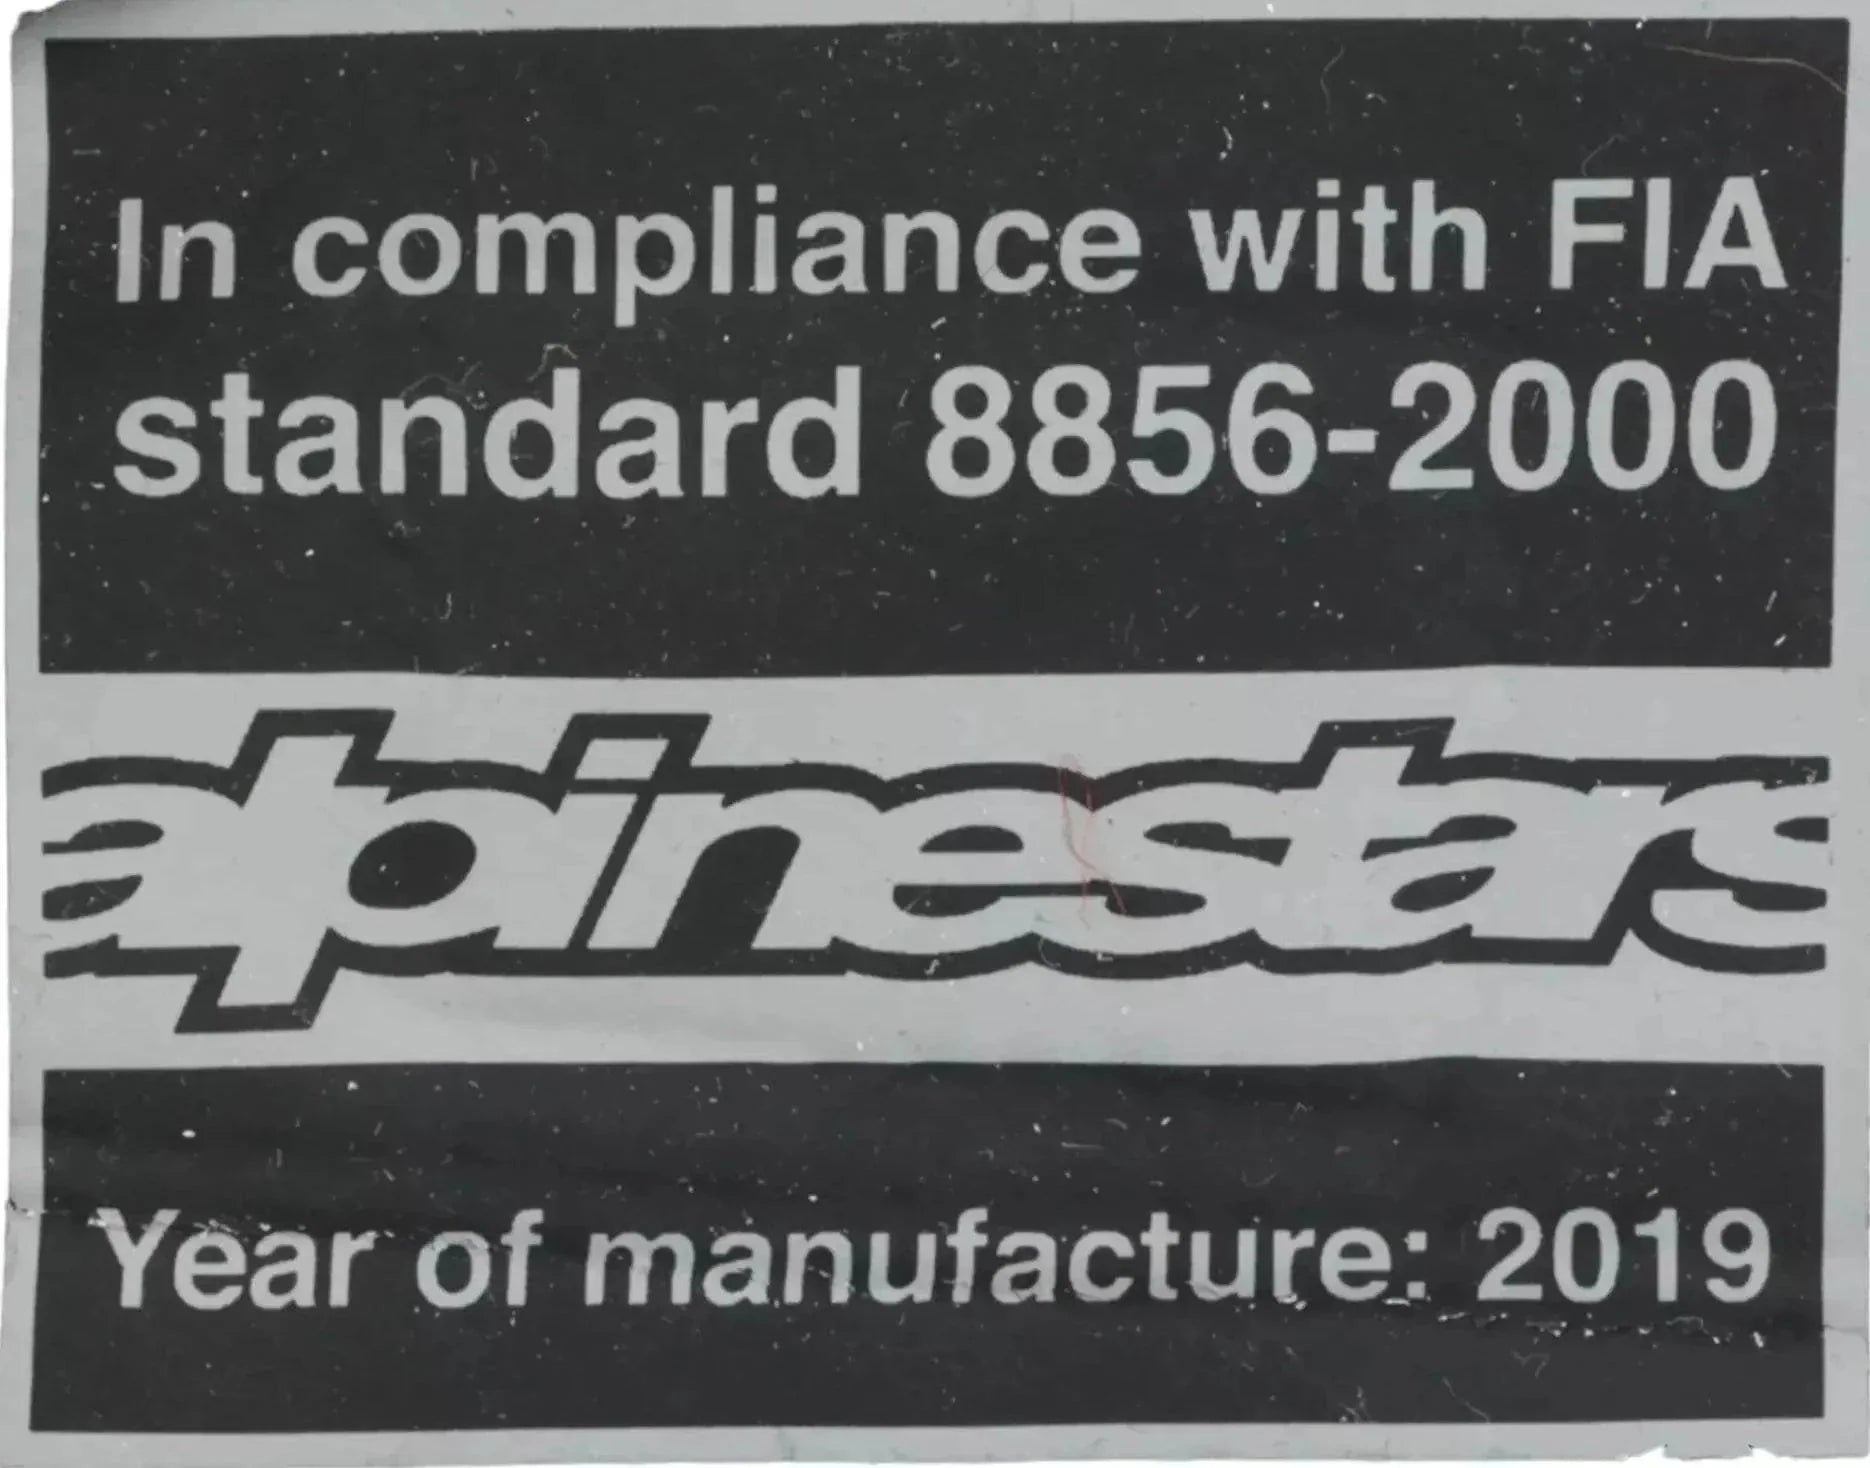 In compliance with FIA
standard 8856-2000
alpinestars
Year of manufacture: 2019